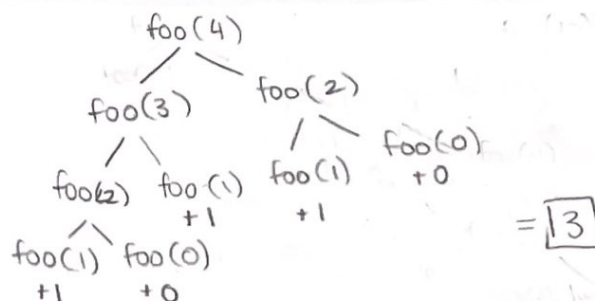 foo(4)
foo(3) foo(2)
foo(2) foo(1) foo(1) foo(0)
+1 +1 +0
foo(1) foo(0) = 3
+1 +0